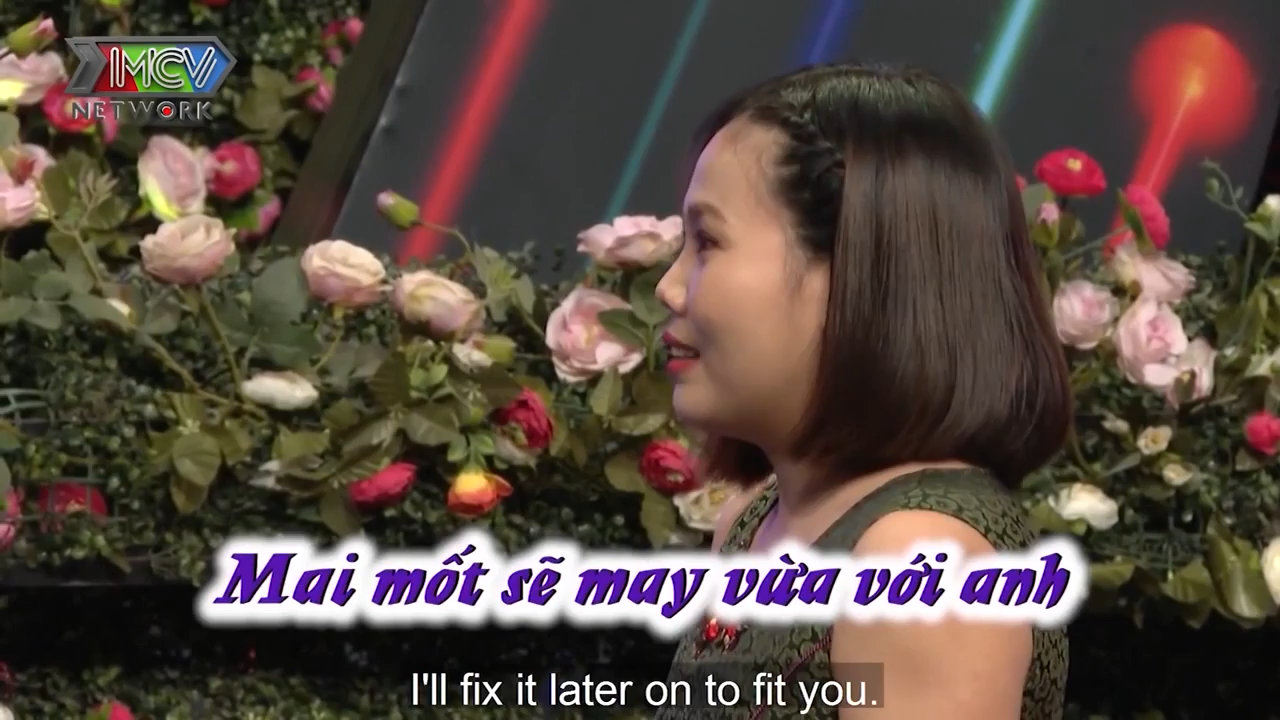 MCV
NETWORK
Mai mốt sẽ may vừa với anh
I'll fix it later on to fit you.